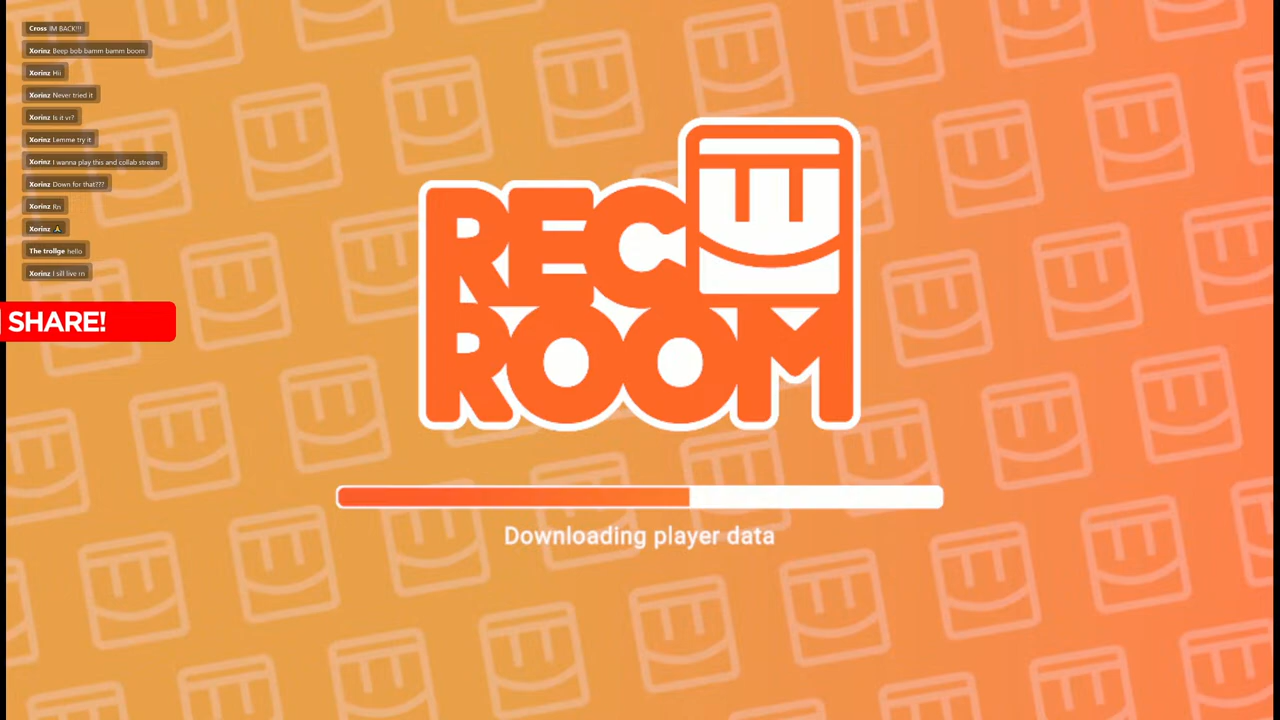 Cross IM BACK!!!
Xorinz Beep bob bamm bamm boom
Xorinz Hii
Xorinz Never tried it
Xorinz Is it vr?
Xorinz Lemme try it
Xorinz I wanna play this and collab stream
Xorinz Down for that???
Xorinz Rn
Xorinz
The trollge hello
Xorinz I sill live rn
SHARE!
REC
ROOM
Downloading player data